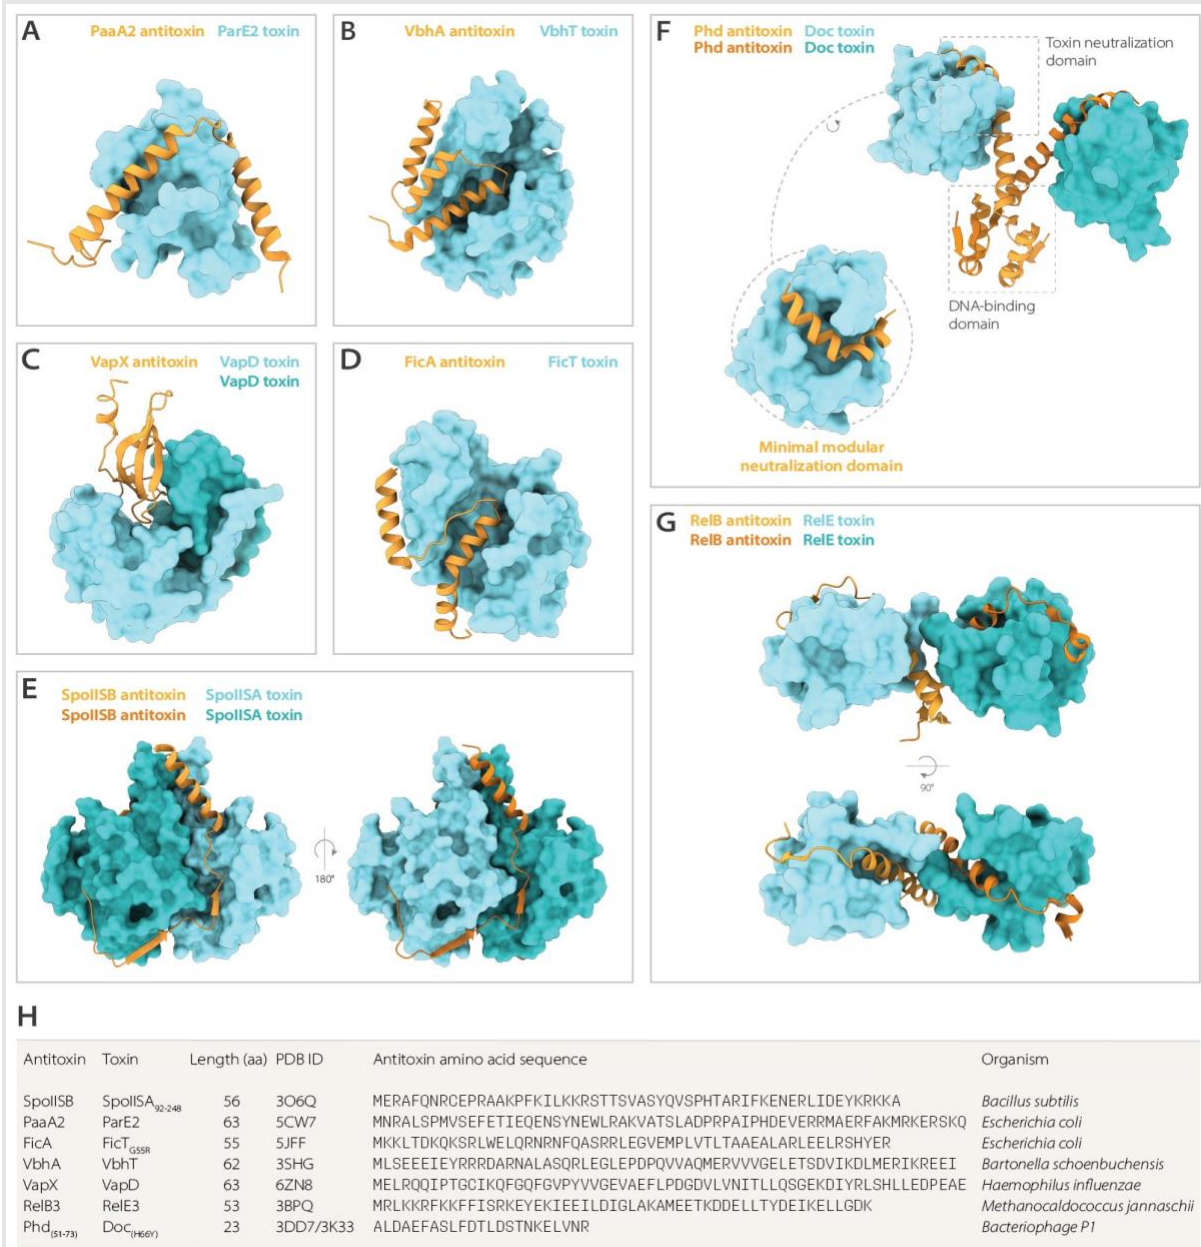 A
PaaA2 antitoxin ParE2 toxin
B
VbhA antitoxin VbhT toxin
C
VapX antitoxin VapD toxin
VapD toxin
D
FicA antitoxin FicT toxin
E
SpoIISB antitoxin SpoIISA toxin
SpoIISB antitoxin SpoIISA toxin
180°
F
Phd antitoxin Doc toxin
Phd antitoxin Doc toxin
Toxin neutralization
domain
DNA-binding
domain
Minimal modular
neutralization domain
G
RelB antitoxin RelE toxin
RelB antitoxin RelE toxin
90°
H
Antitoxin Toxin Length (aa) PDB ID Antitoxin amino acid sequence Organism
SpoIISB SpoIISA92-248 56 3O6Q MERAFQNRCEPRAAKPFKILKKRSTTSVASYQVSPHTARIFKENERLIDEYKRKKA Bacillus subtilis
PaaA2 ParE2 63 5CW7 MNRALSPMVSEFETIEQENSYNEWLRAKVATSLADPRPAIPHDEVERRMAERFAKMRKERSKQ Escherichia coli
FicA FicTG55R 55 5JFF MKKLTDKQKSRLWELQRNRNFQASRRLEGVEMPLVTLTAAEALARLEELRSHYER Escherichia coli
VbhA VbhT 62 3SHG MLSEEEIEYRRRDARNALASQRLEGLEPDPQVVAQMERVVVGELETSDVIKDLMERIKREEI Bartonella schoenbuchensis
VapX VapD 63 6ZN8 MELRQQIPTGCIKQFGQFGVPYVVGEVAEFLPDGDVLVNITLLQSGEKDIYRLSHLLEDPEAE Haemophilus influenzae
RelB3 RelE3 53 3BPQ MRLKKRFKKFFISRKEYEKIEEILDIGLAKAMEETKDDELLTYDEIKELLGDK Methanocaldococcus jannaschii
Phd(51-73) Doc(H66Y) 23 3DD7/3K33 ALDAEFASLFDTLDSTNKELVNR Bacteriophage P1